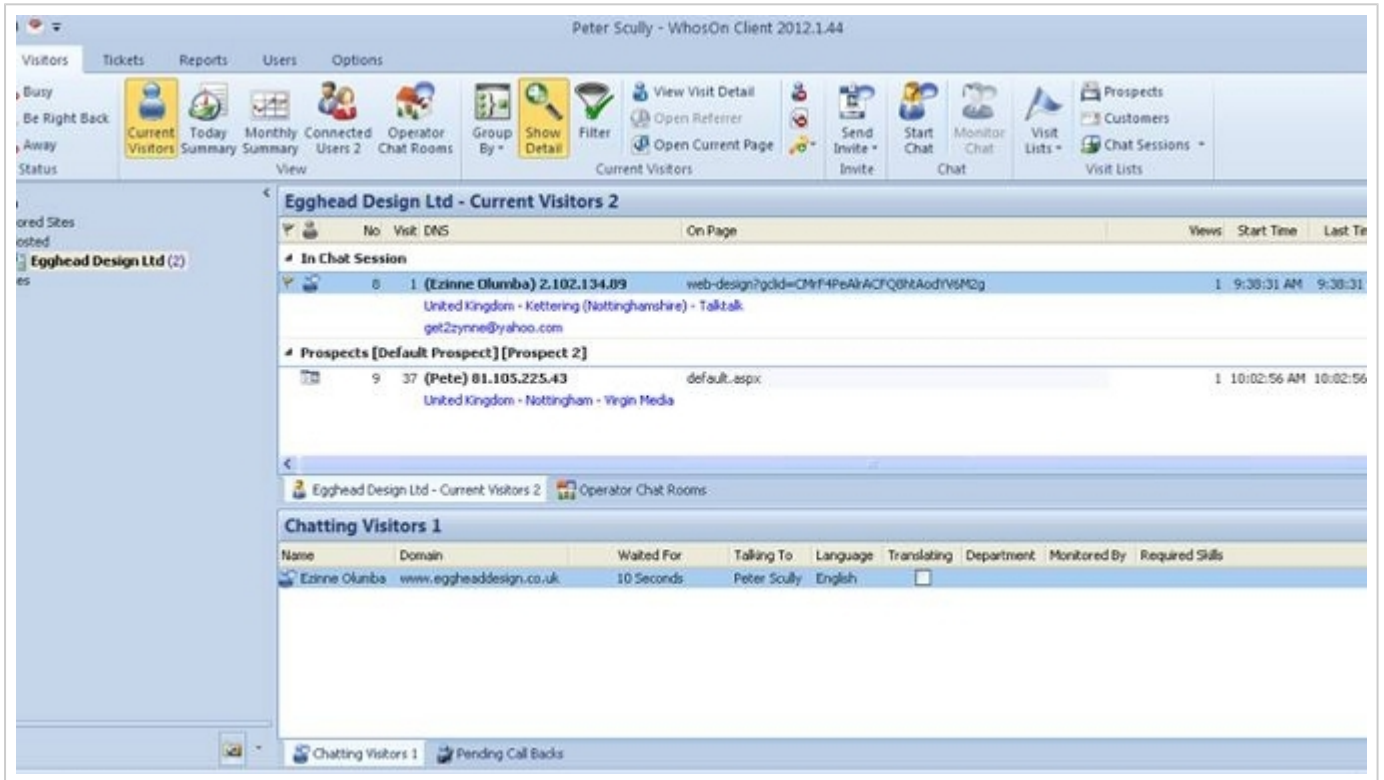 Peter Scully - WhosOn Client 2012.1.44
Visitors Tickets Reports Users Options
Busy
Be Right Back
Away
Status
Current Visitors
Today Summary
Monthly Summary
Connected Users 2
Operator Chat Rooms
View
Group By
Show Detail
Filter
View Visit Detail
Open Referrer
Open Current Page
Current Visitors
Send Invite
Invite
Start Chat
Monitor Chat
Chat
Visit Lists
Prospects
Customers
Chat Sessions
Visit Lists
ored Sites
osted
Egghead Design Ltd (2)
es
Egghead Design Ltd - Current Visitors 2
No Visit DNS On Page Views Start Time Last Tim
In Chat Session
8 1 (Ezinne Olumba) 2.102.134.89 1 9:38:31 AM 9:38:31
United Kingdom - Kettering (Nottinghamshire) - Talktalk
get2zynne@yahoo.com
Prospects [Default Prospect] [Prospect 2]
9 37 (Pete) 81.105.225.43 default.aspx 1 10:02:56 AM 10:02:56
United Kingdom - Nottingham - Virgin Media
Egghead Design Ltd - Current Visitors 2 Operator Chat Rooms
Chatting Visitors 1
Name Domain Waited For Talking To Language Translating Department Monitored By Required Skills
Ezinne Olumba www.eggheaddesign.co.uk 10 Seconds Peter Scully English
Chatting Visitors 1 Pending Call Backs